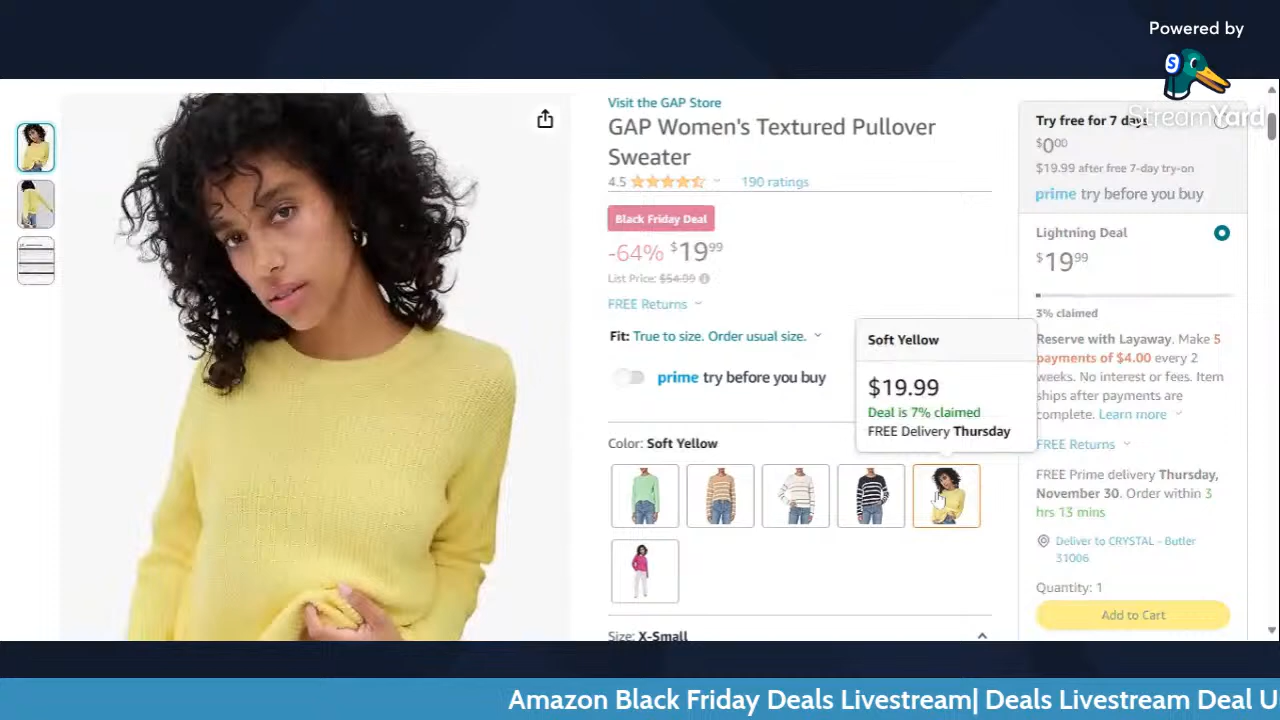 Powered by
S
StreamYard
Visit the GAP Store
GAP Women's Textured Pullover
Sweater
4.5
190 ratings
Black Friday Deal
-64% $19 99
List Price: $54.99
FREE Returns
Fit: True to size. Order usual size.
prime try before you buy
Color: Soft Yellow
Soft Yellow
$19.99
Deal is 7% claimed
FREE Delivery Thursday
Size: X-Small
Try free for 7 days
$0 00
$19.99 after free 7-day try-on
prime try before you buy
Lightning Deal
$19 99
3% claimed
Reserve with Layaway. Make 5
payments of $4.00 every 2
weeks. No interest or fees. Item
ships after payments are
complete. Learn more
FREE Returns
FREE Prime delivery Thursday,
November 30. Order within 3
hrs 13 mins
Deliver to CRYSTAL - Butler
31006
Quantity: 1
Add to Cart
Amazon Black Friday Deals Livestream| Deals Livestream Deal U